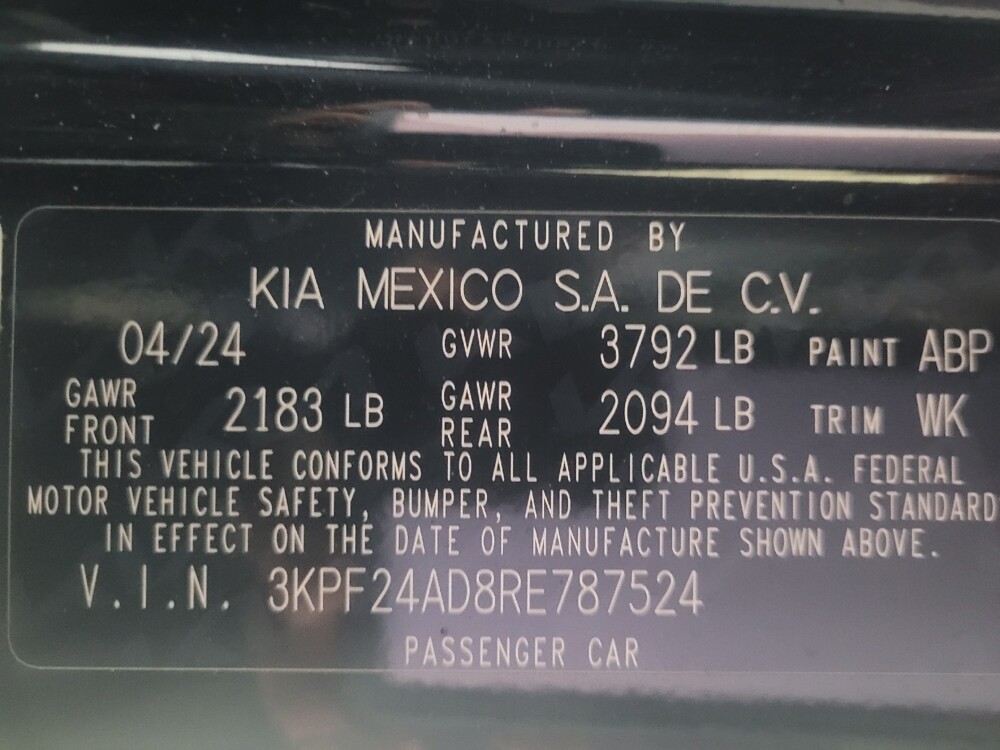 MANUFACTURED BY
KIA MEXICO S.A. DE C.V.
04/24 GVWR 3792 LB PAINT ABP
GAWR FRONT 2183 LB GAWR REAR 2094 LB TRIM WK
THIS VEHICLE CONFORMS TO ALL APPLICABLE U.S.A. FEDERAL
MOTOR VEHICLE SAFETY, BUMPER, AND THEFT PREVENTION STANDARD
IN EFFECT ON THE DATE OF MANUFACTURE SHOWN ABOVE.
V.I.N. 3KPF24AD8RE787524
PASSENGER CAR